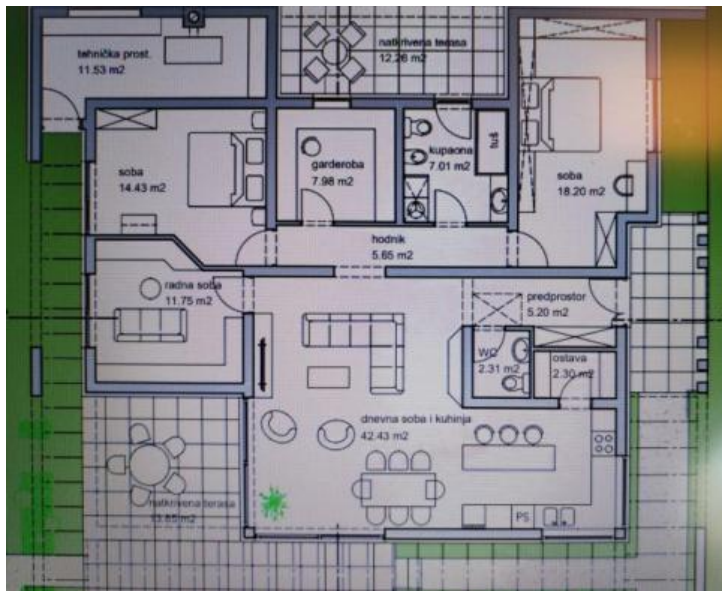 tehnička prost.
11.53 m2
natkrivena terasa
12.26 m2
soba
14.43 m2
garderoba
7.98 m2
kupaona
7.01 m2
tuš
soba
18.20 m2
hodnik
5.65 m2
radna soba
11.75 m2
predprostor
5.20 m2
WC
2.31 m2
ostava
2.30 m2
dnevna soba i kuhinja
42.43 m2
natkrivena terasa
13.65 m2
PS